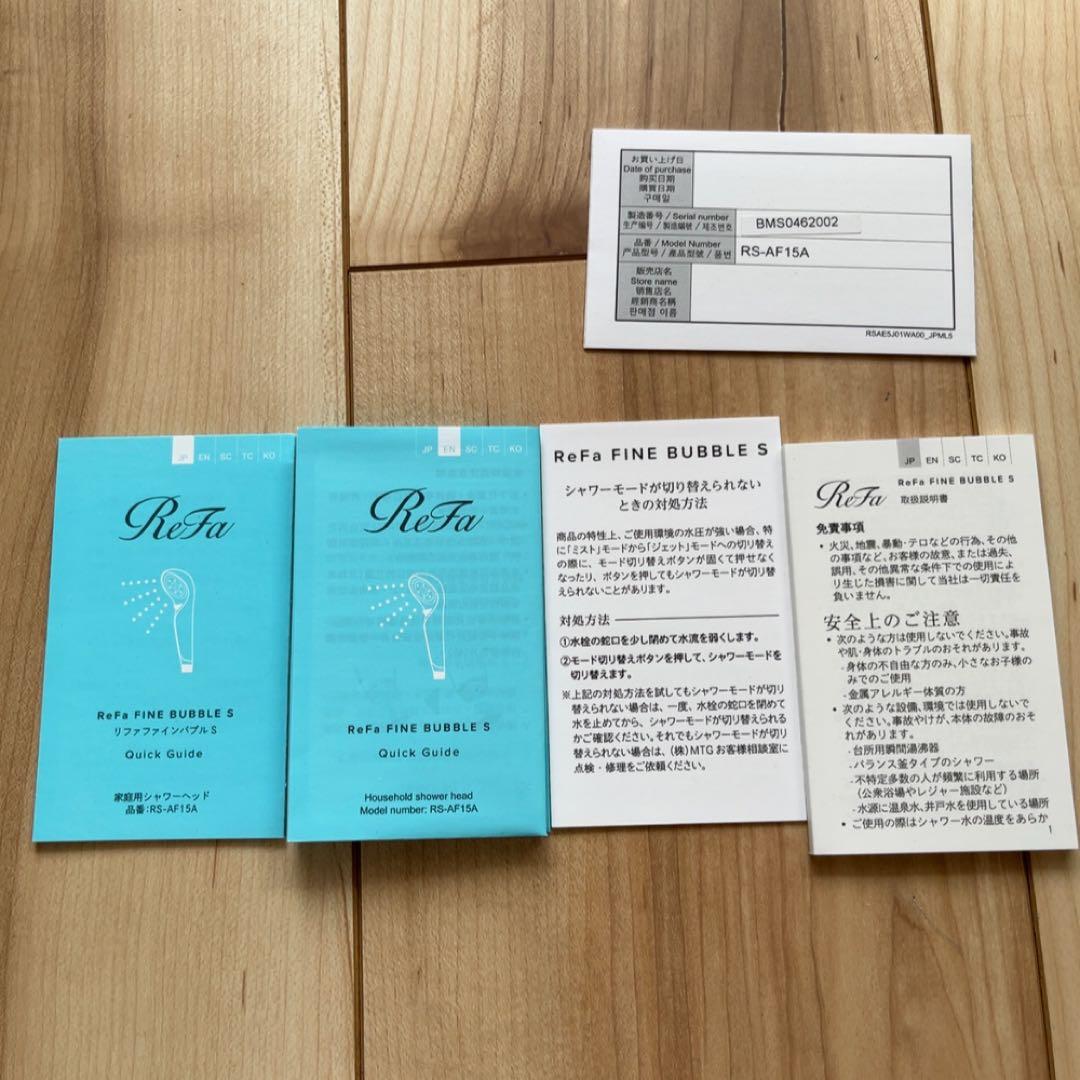 お買い上げ日
Date of purchase
购买日期
購買日期
구매일
製造番号 / Serial number
生产编号 / 製造編號 / 제조번호
BMS0462002
品番 / Model Number
产品型号 / 產品型號 / 품번
RS-AF15A
販売店名
Store name
销售店名
經銷商名稱
판매점 이름
RSAE5J01WA00_JPML5
JP EN SC TC KO
ReFa
ReFa FINE BUBBLE S
リファファインバブル S
Quick Guide
家庭用シャワーヘッド
品番:RS-AF15A
JP EN SC TC KO
ReFa
ReFa FINE BUBBLE S
Quick Guide
Household shower head
Model number: RS-AF15A
ReFa FINE BUBBLE S
シャワーモードが切り替えられない
ときの対処方法
商品の特性上、ご使用環境の水圧が強い場合、特
に「ミスト」モードから「ジェット」モードへの切り替え
の際に、モード切り替えボタンが固くて押せなく
なったり、ボタンを押してもシャワーモードが切り替
えられないことがあります。
対処方法
①水栓の蛇口を少し閉めて水流を弱くします。
②モード切り替えボタンを押して、シャワーモードを
切り替えます。
※上記の対処方法を試してもシャワーモードが切り
替えられない場合は、一度、水栓の蛇口を閉めて
水を止めてから、シャワーモードが切り替えられる
かご確認ください。それでもシャワーモードが切り
替えられない場合は、(株)MTGお客様相談室に
点検・修理をご依頼ください。
JP EN SC TC KO
ReFa
ReFa FINE BUBBLE S
取扱説明書
免責事項
• 火災、地震、暴動・テロなどの行為、その他
の事項など、お客様の故意、または過失、
誤用、その他異常な条件下での使用によ
り生じた損害に関して当社は一切責任を
負いません。
安全上のご注意
• 次のような方は使用しないでください。事故
や肌・身体のトラブルのおそれがあります。
-身体の不自由な方のみ、小さなお子様の
みでのご使用
-金属アレルギー体質の方
• 次のような設備、環境では使用しないで
ください。事故やけが、本体の故障のおそ
れがあります。
-台所用瞬間湯沸器
-バランス釜タイプのシャワー
-不特定多数の人が頻繁に利用する場所
(公衆浴場やレジャー施設など)
-水源に温泉水、井戸水を使用している場所
• ご使用の際はシャワー水の温度をあらか
1